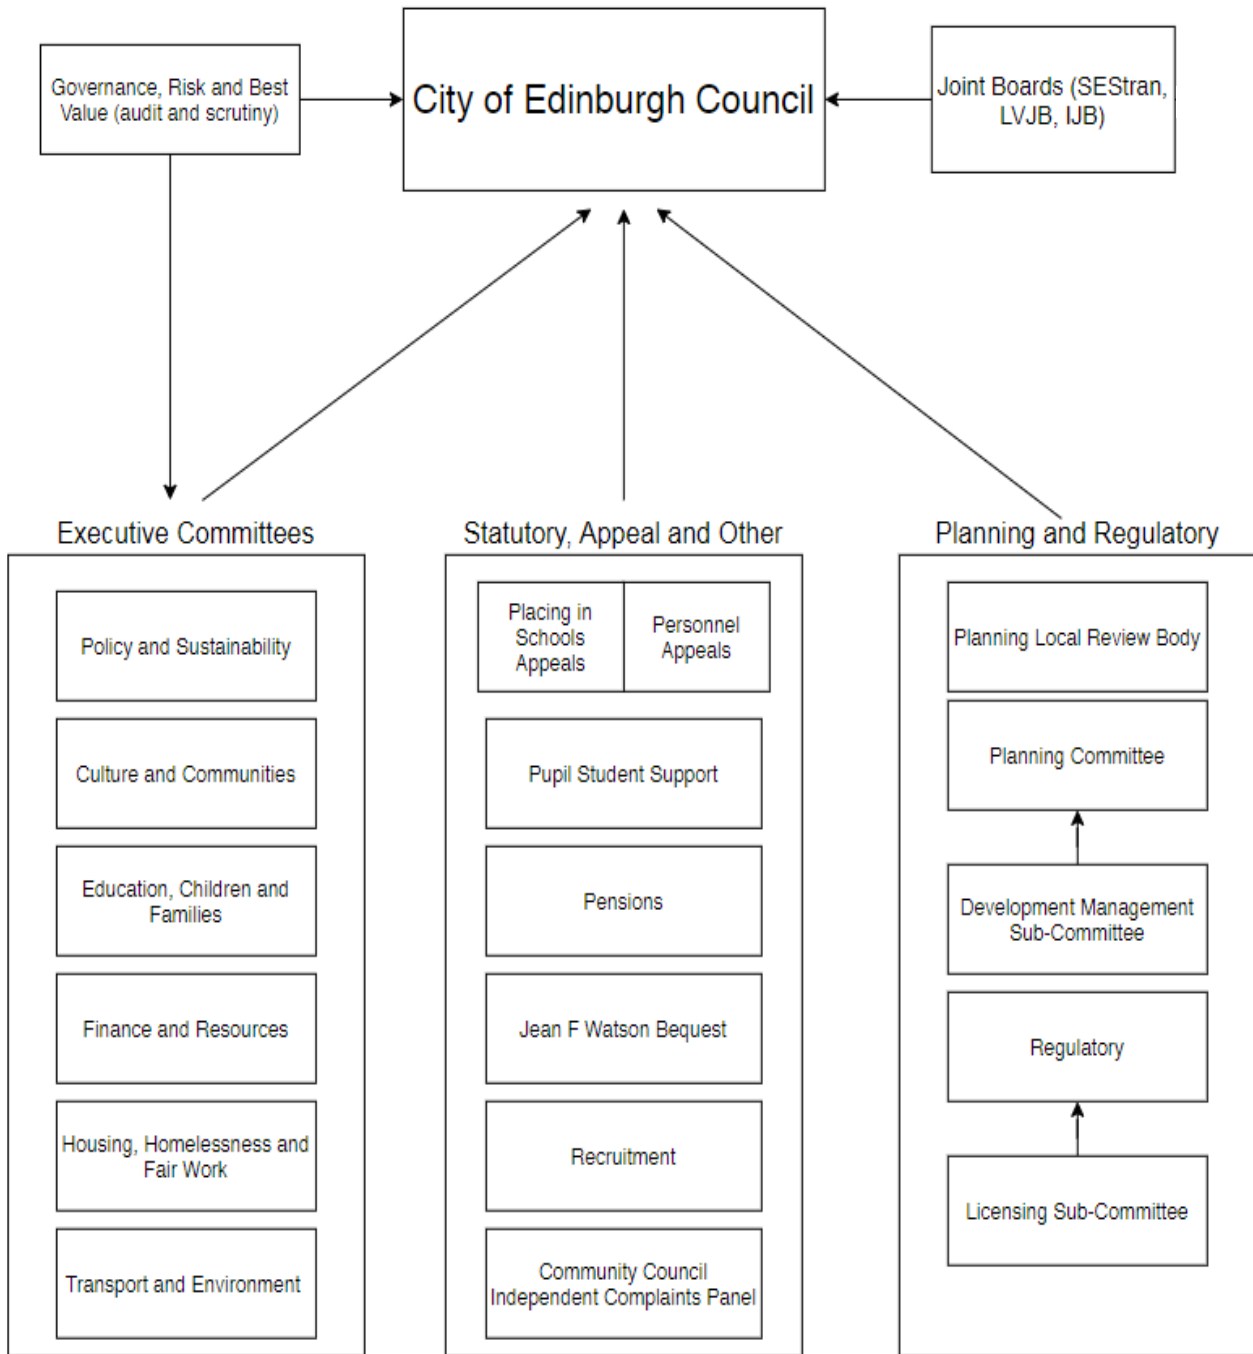 Governance, Risk and Best
Value (audit and scrutiny)
City of Edinburgh Council
Joint Boards (SEStran,
LVJB, IJB)
Executive Committees
Policy and Sustainability
Culture and Communities
Education, Children and
Families
Finance and Resources
Housing, Homelessness and
Fair Work
Transport and Environment
Statutory, Appeal and Other
Placing in
Schools
Appeals
Personnel
Appeals
Pupil Student Support
Pensions
Jean F Watson Bequest
Recruitment
Community Council
Independent Complaints Panel
Planning and Regulatory
Planning Local Review Body
Planning Committee
Development Management
Sub-Committee
Regulatory
Licensing Sub-Committee